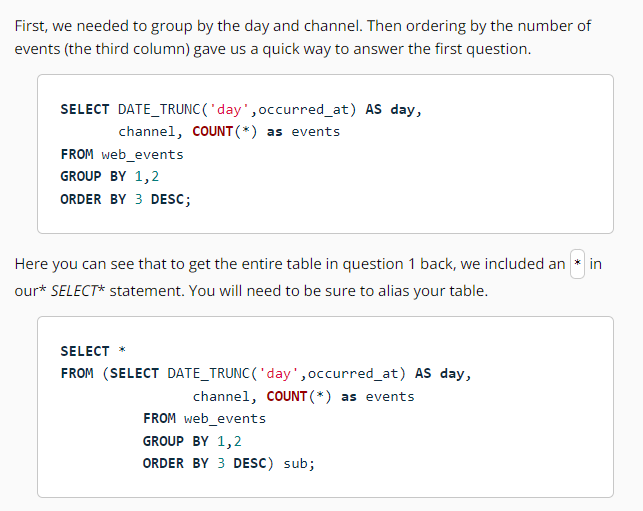 First, we needed to group by the day and channel. Then ordering by the number of
events (the third column) gave us a quick way to answer the first question.
SELECT DATE_TRUNC('day',occurred_at) AS day,
channel, COUNT(*) as events
FROM web_events
GROUP BY 1,2
ORDER BY 3 DESC;
Here you can see that to get the entire table in question 1 back, we included an * in
our* SELECT* statement. You will need to be sure to alias your table.
SELECT *
FROM (SELECT DATE_TRUNC('day',occurred_at) AS day,
channel, COUNT(*) as events
FROM web_events
GROUP BY 1,2
ORDER BY 3 DESC) sub;